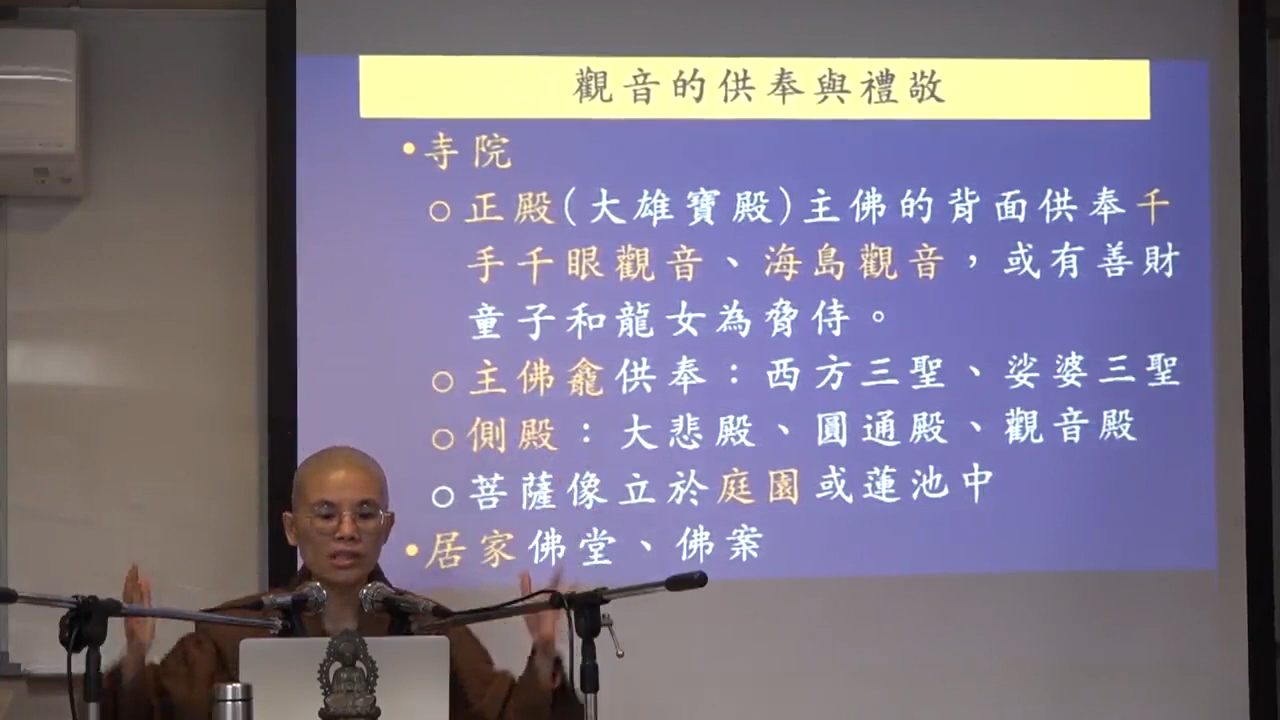 觀音的供奉與禮敬
•寺院
○正殿(大雄寶殿)主佛的背面供奉千
手千眼觀音、海島觀音，或有善財
童子和龍女為脅侍。
○主佛龕供奉：西方三聖、娑婆三聖
○側殿：大悲殿、圓通殿、觀音殿
○菩薩像立於庭園或蓮池中
•居家佛堂、佛案